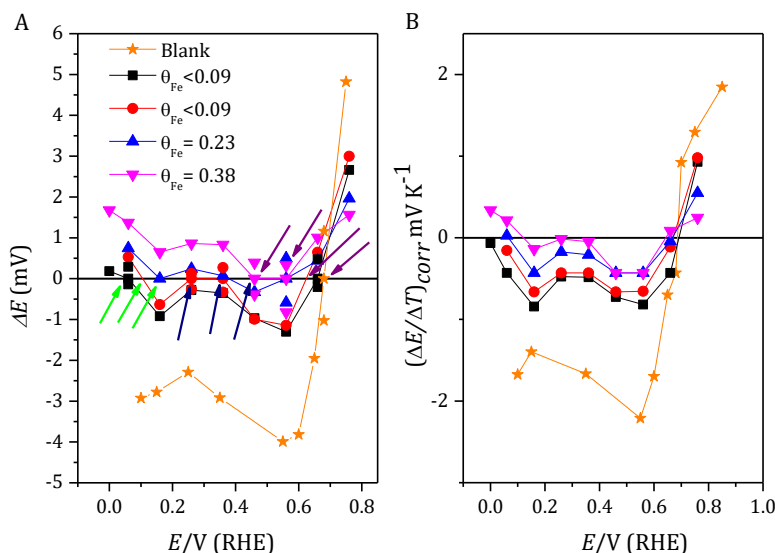 A
ΔE (mV)
6
5
4
3
2
1
0
-1
-2
-3
-4
-5
Blank
θFe<0.09
θFe<0.09
θFe= 0.23
θFe= 0.38
0.0 0.2 0.4 0.6 0.8
E/V (RHE)
B
(ΔE/ΔT)corr mV K-1
2
0
-2
0.0 0.2 0.4 0.6 0.8 1.0
E/V (RHE)